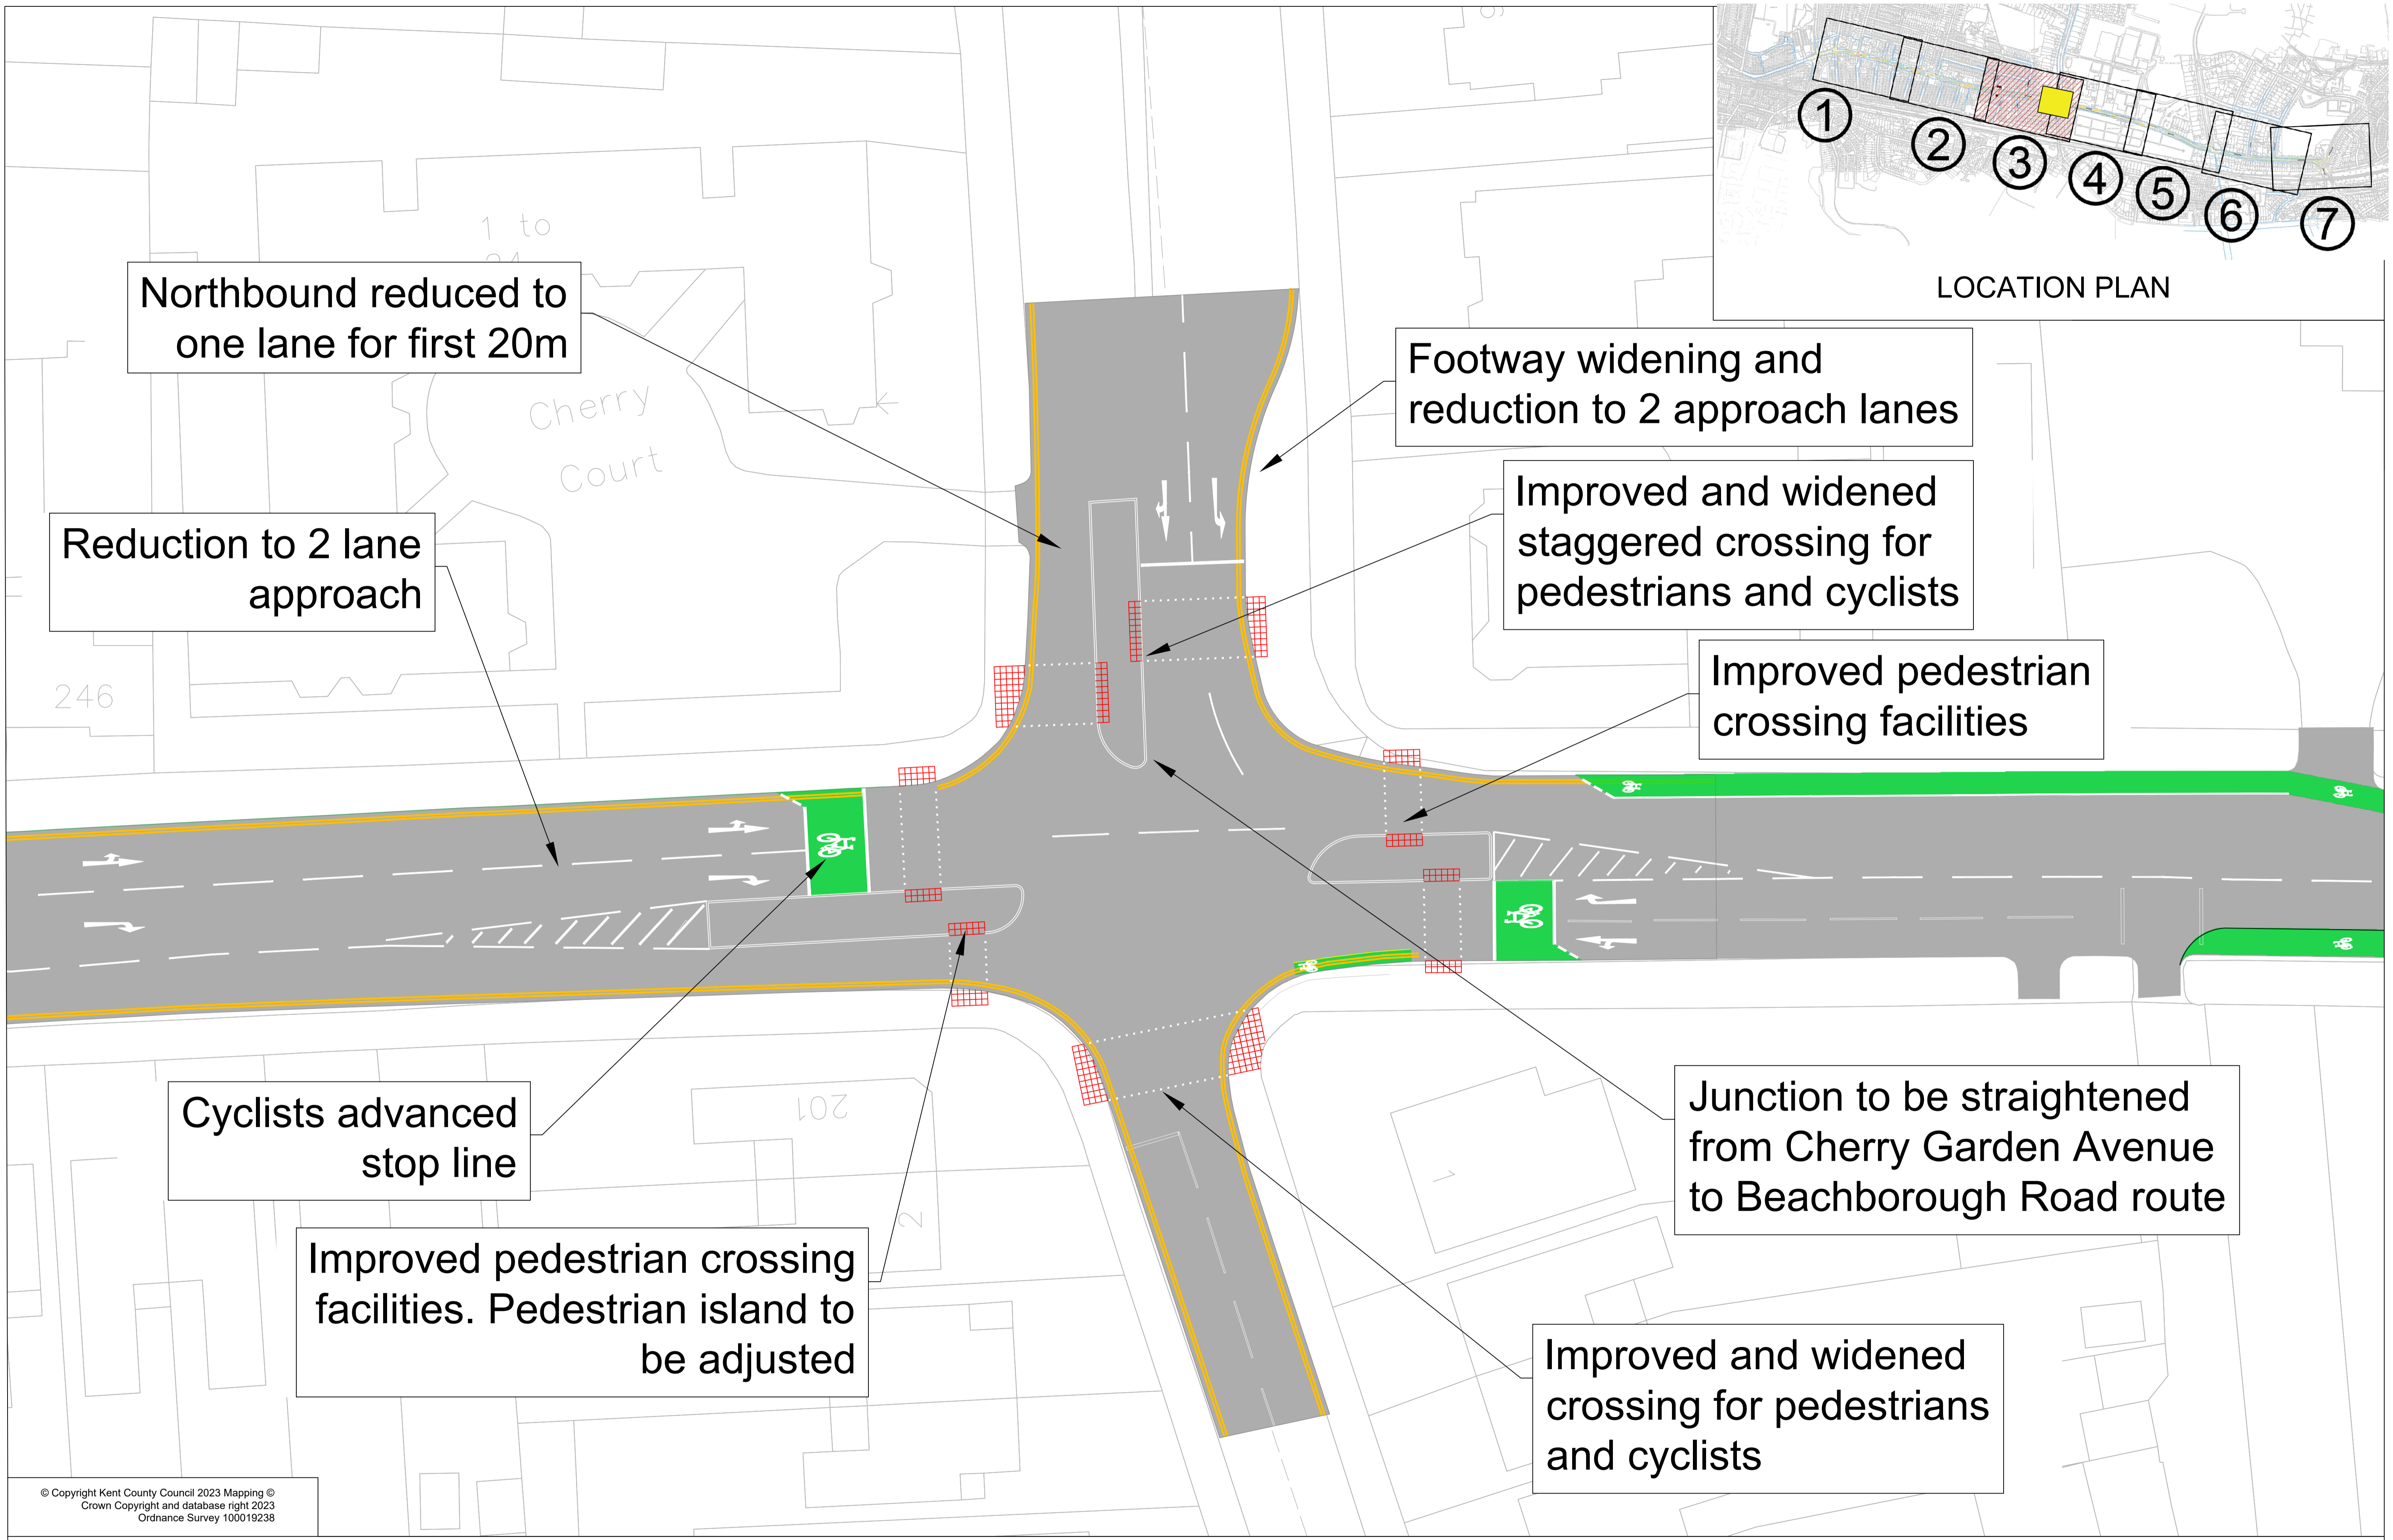 1
2
3
4
5
6
7
LOCATION PLAN
1 to
Northbound reduced to
one lane for first 20m
Cherry
Court
Footway widening and
reduction to 2 approach lanes
Improved and widened
staggered crossing for
pedestrians and cyclists
Reduction to 2 lane
approach
246
Improved pedestrian
crossing facilities
Cyclists advanced
stop line
201
2
Improved pedestrian crossing
facilities. Pedestrian island to
be adjusted
1
Junction to be straightened
from Cherry Garden Avenue
to Beachborough Road route
Improved and widened
crossing for pedestrians
and cyclists
© Copyright Kent County Council 2023 Mapping ©
Crown Copyright and database right 2023
Ordnance Survey 100019238